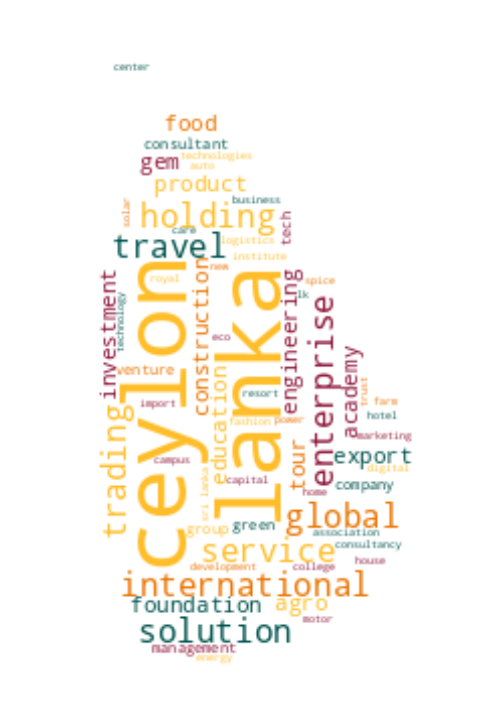 center
food
consultant
gem
technologies
auto
product
solar
business
holding
tech
care
travel
logistics
institute
new
royal
ceylon
lanka
investment
technology
construction
engineering
spice
lk
enterprise
eco
academy
venture
education
resort
trust
farm
import
trading
fashion
power
hotel
marketing
tour
export
campus
digital
sri lanka
capital
home
company
global
group
green
association
service
consultancy
development
college
house
international
foundation
agro
solution
motor
management
energy